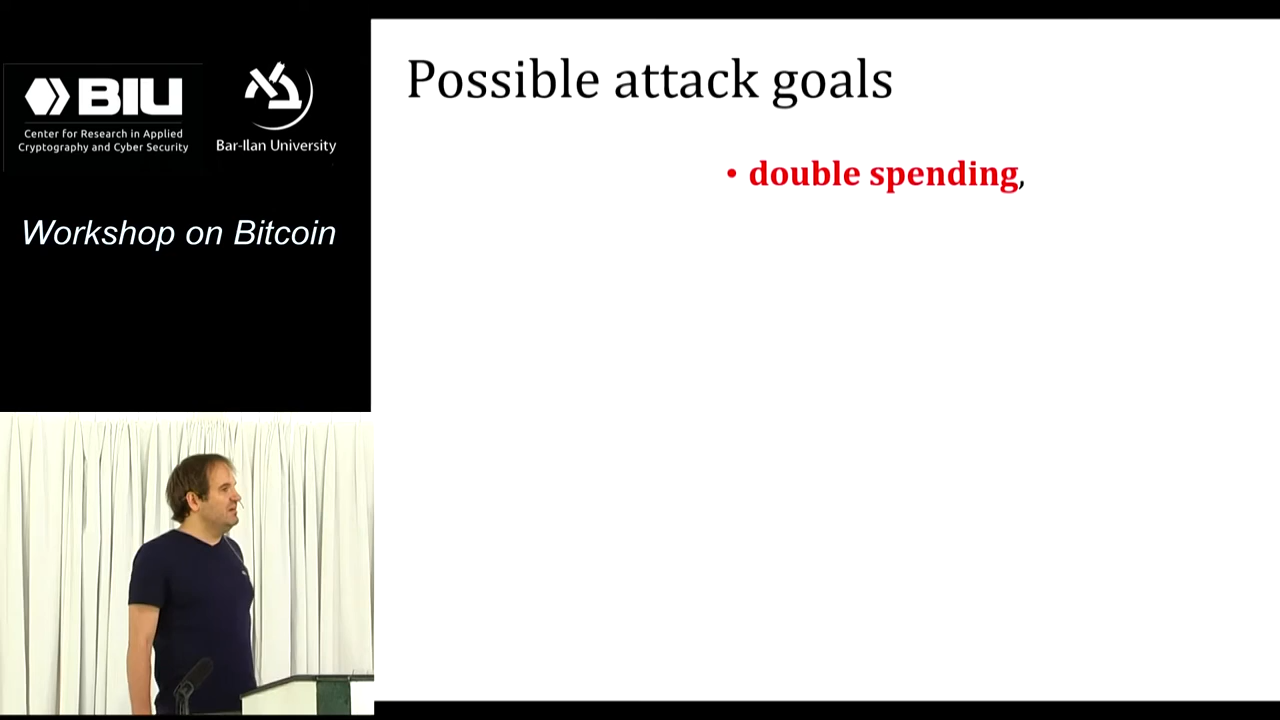 BIU
Center for Research in Applied
Cryptography and Cyber Security
Bar-Ilan University
Workshop on Bitcoin
Possible attack goals
• double spending,